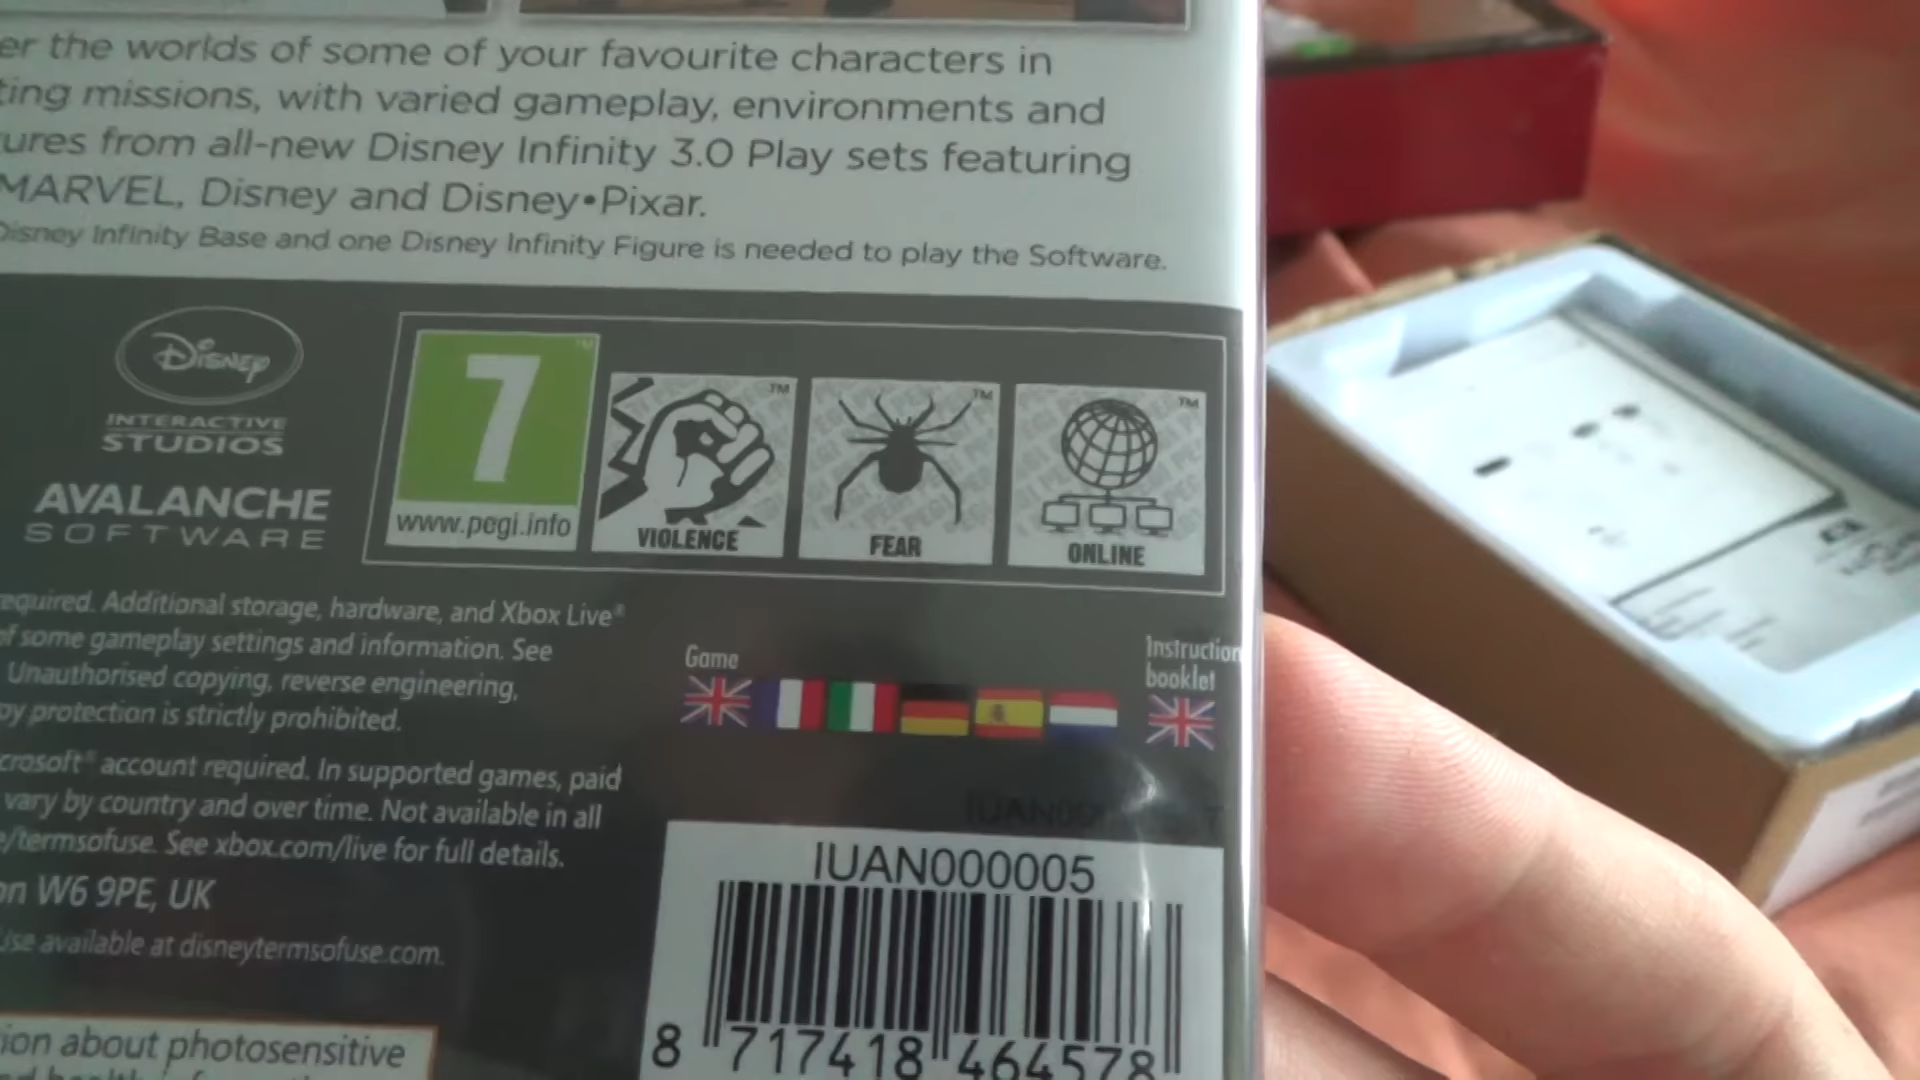 er the worlds of some of your favourite characters in
ting missions, with varied gameplay, environments and
tures from all-new Disney Infinity 3.0 Play sets featuring
MARVEL, Disney and Disney•Pixar.
Disney Infinity Base and one Disney Infinity Figure is needed to play the Software.
Disney
INTERACTIVE
STUDIOS
AVALANCHE
SOFTWARE
7
www.pegi.info
VIOLENCE
FEAR
ONLINE
required. Additional storage, hardware, and Xbox Live®
of some gameplay settings and information. See
Unauthorised copying, reverse engineering,
py protection is strictly prohibited.
crosoft® account required. In supported games, paid
vary by country and over time. Not available in all
e/termsofuse. See xbox.com/live for full details.
on W6 9PE, UK
Use available at disneytermsofuse.com.
Game
Instruction
booklet
IUAN000005
8 717418 464578
ion about photosensitive